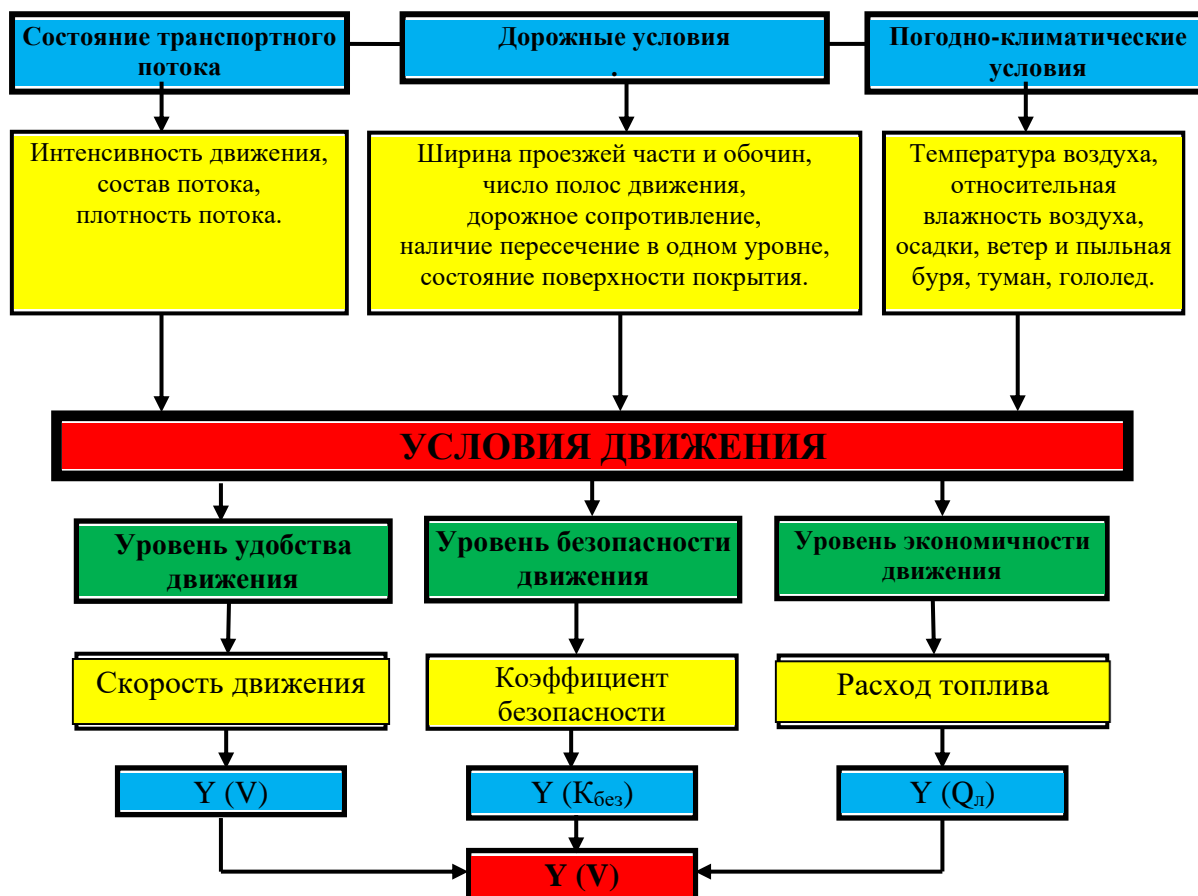 Состояние транспортного
потока
Дорожные условия
.
Погодно-климатические
условия
Интенсивность движения,
состав потока,
плотность потока.
Ширина проезжей части и обочин,
число полос движения,
дорожное сопротивление,
наличие пересечение в одном уровне,
состояние поверхности покрытия.
Температура воздуха,
относительная
влажность воздуха,
осадки, ветер и пыльная
буря, туман, гололед.
УСЛОВИЯ ДВИЖЕНИЯ
Уровень удобства
движения
Уровень безопасности
движения
Уровень экономичности
движения
Скорость движения
Коэффициент
безопасности
Расход топлива
Y (V)
Y (Kбез)
Y (Qл)
Y (V)